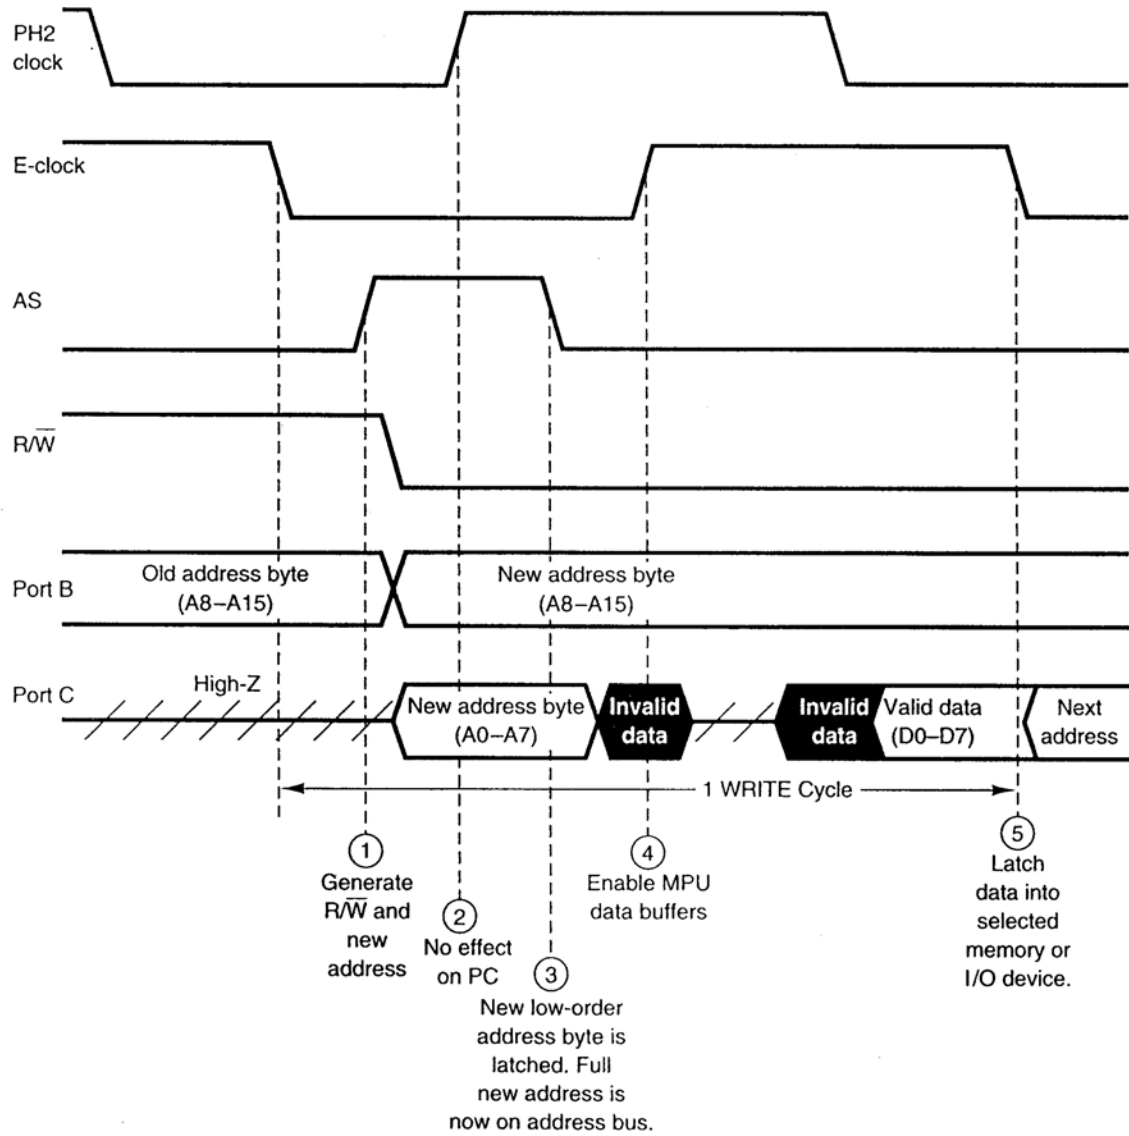 PH2
clock
E-clock
AS
R/W̅
Port B
Old address byte
(A8–A15)
New address byte
(A8–A15)
Port C
High-Z
New address byte
(A0–A7)
Invalid
data
Invalid
data
Valid data
(D0–D7)
Next
address
1 WRITE Cycle
1
Generate
R/W̅ and
new
address
2
No effect
on PC
3
New low-order
address byte is
latched. Full
new address is
now on address bus.
4
Enable MPU
data buffers
5
Latch
data into
selected
memory or
I/O device.